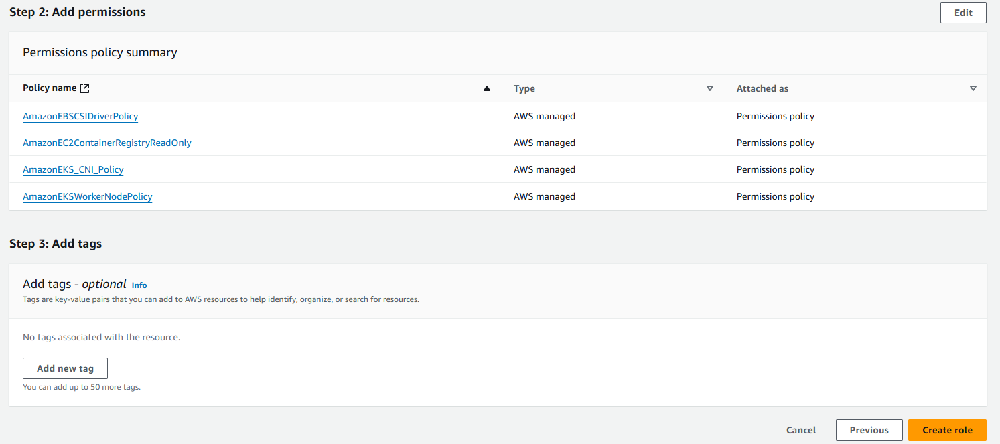 Step 2: Add permissions
Edit
Permissions policy summary
Policy name Type Attached as
AmazonEBSCSIDriverPolicy AWS managed Permissions policy
AmazonEC2ContainerRegistryReadOnly AWS managed Permissions policy
AmazonEKS_CNI_Policy AWS managed Permissions policy
AmazonEKSWorkerNodePolicy AWS managed Permissions policy
Step 3: Add tags
Add tags - optional Info
Tags are key-value pairs that you can add to AWS resources to help identify, organize, or search for resources.
No tags associated with the resource.
Add new tag
You can add up to 50 more tags.
Cancel Previous Create role